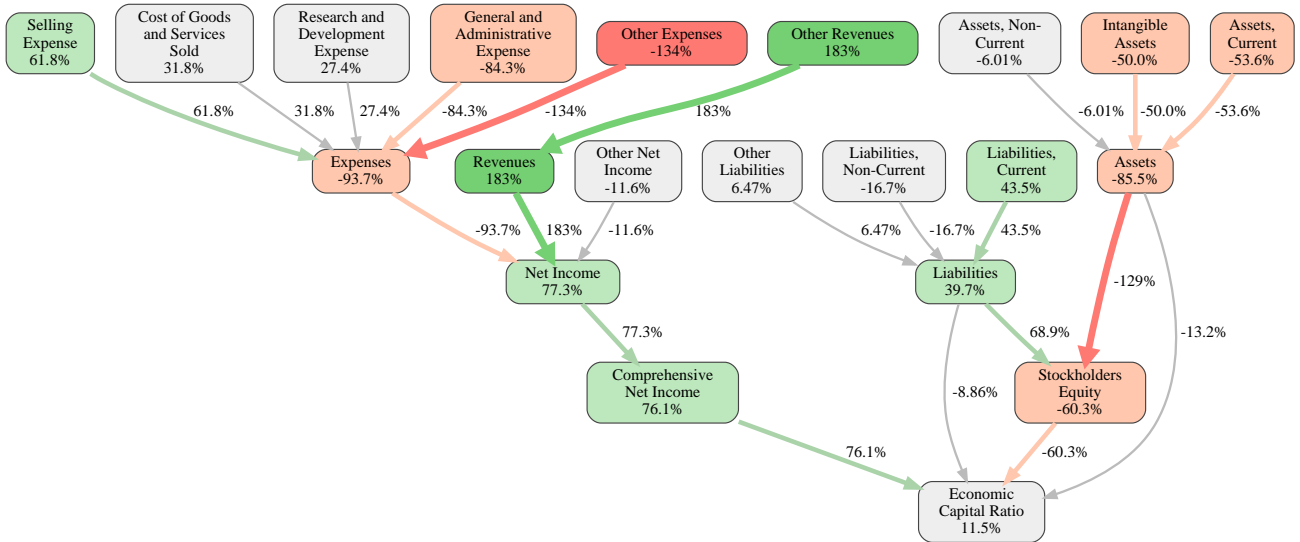 Selling
Expense
61.8%
Cost of Goods
and Services
Sold
31.8%
Research and
Development
Expense
27.4%
General and
Administrative
Expense
-84.3%
Other Expenses
-134%
Other Revenues
183%
Assets, Non-
Current
-6.01%
Intangible
Assets
-50.0%
Assets,
Current
-53.6%
61.8%
31.8%
27.4%
-84.3%
-134%
183%
-6.01%
-50.0%
-53.6%
Expenses
-93.7%
Revenues
183%
Other Net
Income
-11.6%
Other
Liabilities
6.47%
Liabilities,
Non-Current
-16.7%
Liabilities,
Current
43.5%
Assets
-85.5%
-93.7%
183%
-11.6%
6.47%
-16.7%
43.5%
Net Income
77.3%
Liabilities
39.7%
-129%
77.3%
68.9%
-13.2%
Comprehensive
Net Income
76.1%
-8.86%
Stockholders
Equity
-60.3%
76.1%
-60.3%
Economic
Capital Ratio
11.5%